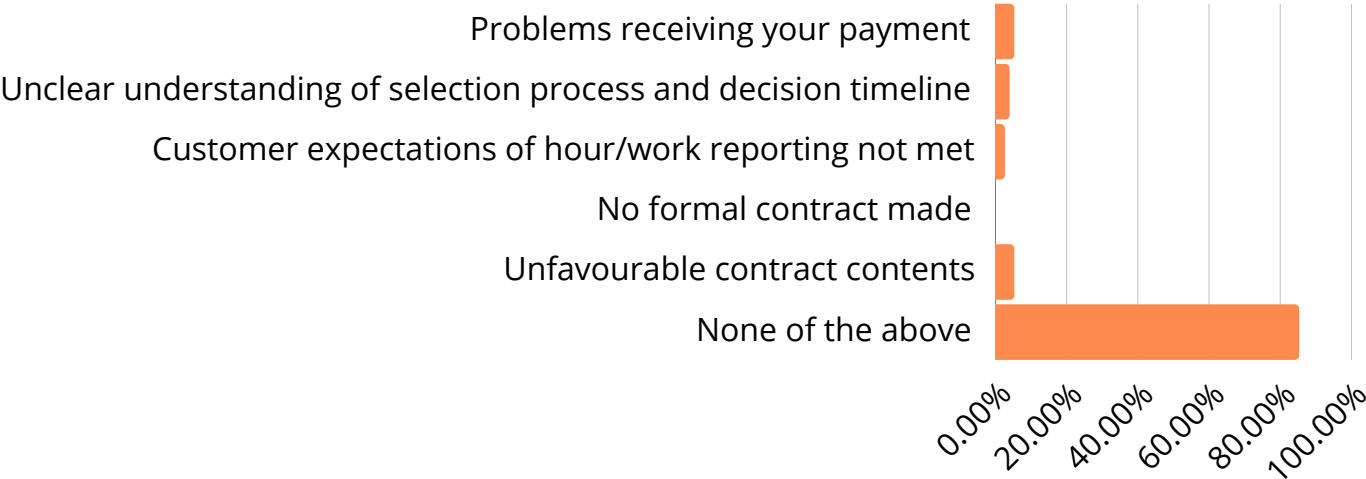 Problems receiving your payment
Unclear understanding of selection process and decision timeline
Customer expectations of hour/work reporting not met
No formal contract made
Unfavourable contract contents
None of the above
0.00%
20.00%
40.00%
60.00%
80.00%
100.00%